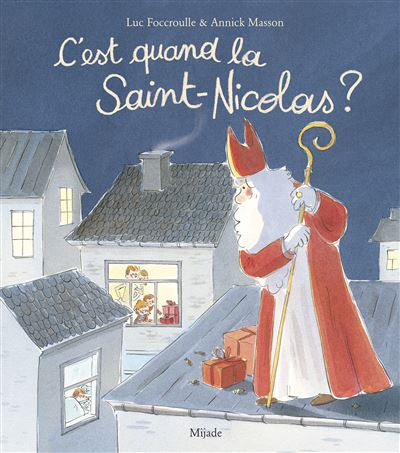 Luc Foccroulle & Annick Masson
C'est quand la
Saint-Nicolas?
Mijade